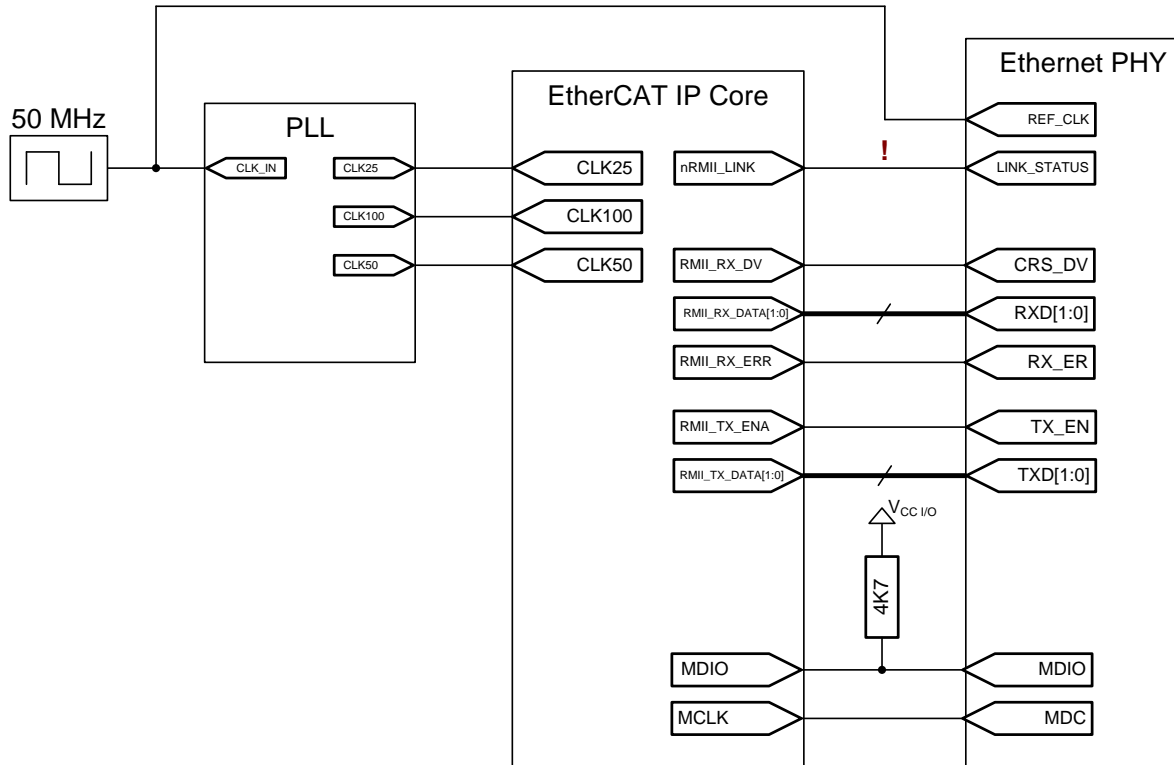 Ethernet PHY
EtherCAT IP Core
50 MHz
PLL
REF_CLK
!
CLK_IN
CLK25
CLK25
nRMII_LINK
LINK_STATUS
CLK100
CLK100
CLK50
CLK50
RMII_RX_DV
CRS_DV
RMII_RX_DATA[1:0]
RXD[1:0]
RMII_RX_ERR
RX_ER
RMII_TX_ENA
TX_EN
RMII_TX_DATA[1:0]
TXD[1:0]
VCC I/O
4K7
MDIO
MDIO
MCLK
MDC